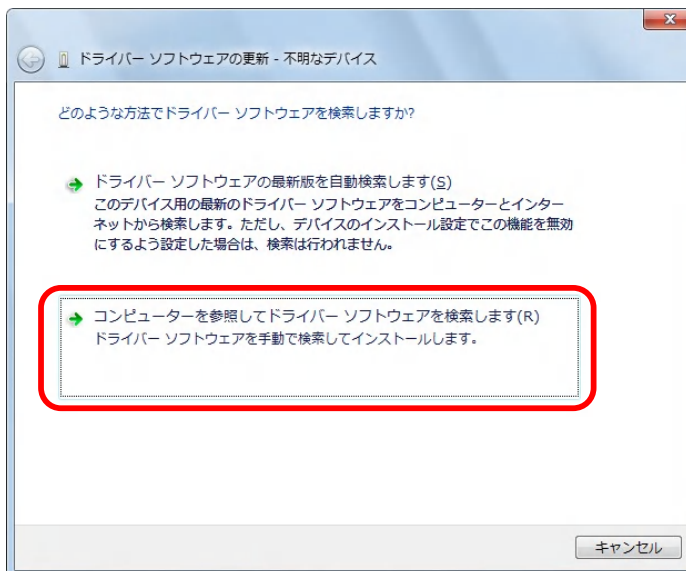 ドライバー ソフトウェアの更新 - 不明なデバイス
どのような方法でドライバー ソフトウェアを検索しますか?
ドライバー ソフトウェアの最新版を自動検索します(S)
このデバイス用の最新のドライバー ソフトウェアをコンピューターとインター
ネットから検索します。ただし、デバイスのインストール設定でこの機能を無効
にするよう設定した場合は、検索は行われません。
コンピューターを参照してドライバー ソフトウェアを検索します(R)
ドライバー ソフトウェアを手動で検索してインストールします。
キャンセル